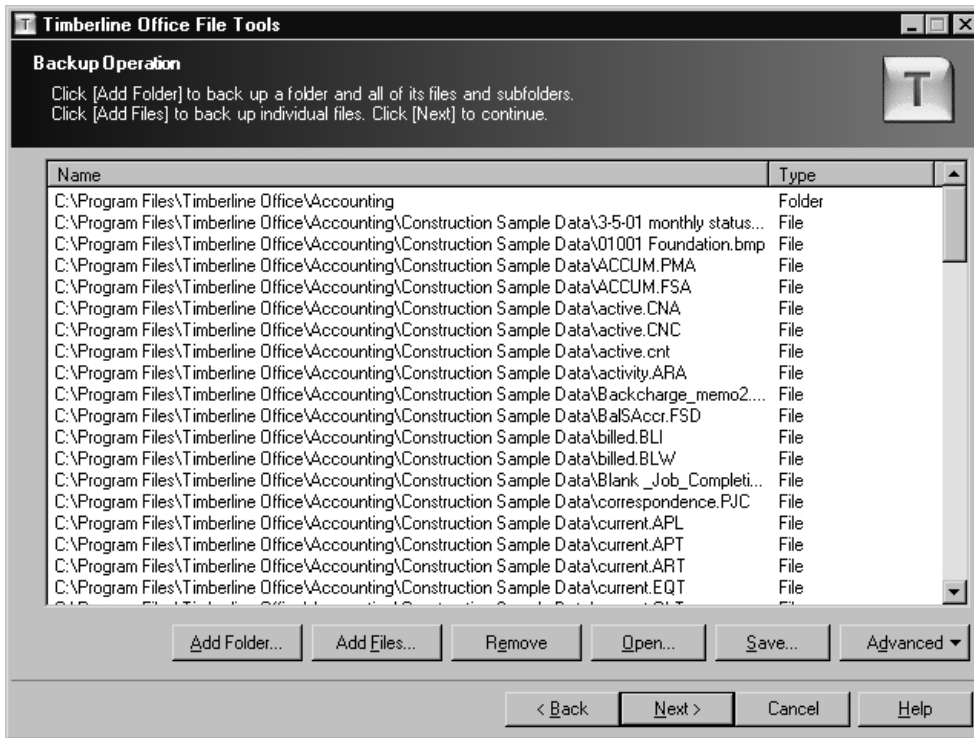 Timberline Office File Tools
Backup Operation
Click [Add Folder] to back up a folder and all of its files and subfolders.
Click [Add Files] to back up individual files. Click [Next] to continue.
T
Name Type
C:\Program Files\Timberline Office\Accounting Folder
C:\Program Files\Timberline Office\Accounting\Construction Sample Data\3-5-01 monthly status... File
C:\Program Files\Timberline Office\Accounting\Construction Sample Data\01001 Foundation.bmp File
C:\Program Files\Timberline Office\Accounting\Construction Sample Data\ACCUM.PMA File
C:\Program Files\Timberline Office\Accounting\Construction Sample Data\ACCUM.FSA File
C:\Program Files\Timberline Office\Accounting\Construction Sample Data\active.CNA File
C:\Program Files\Timberline Office\Accounting\Construction Sample Data\active.CNC File
C:\Program Files\Timberline Office\Accounting\Construction Sample Data\active.cnt File
C:\Program Files\Timberline Office\Accounting\Construction Sample Data\activity.ARA File
C:\Program Files\Timberline Office\Accounting\Construction Sample Data\Backcharge_memo2.... File
C:\Program Files\Timberline Office\Accounting\Construction Sample Data\BalSAccr.FSD File
C:\Program Files\Timberline Office\Accounting\Construction Sample Data\billed.BLI File
C:\Program Files\Timberline Office\Accounting\Construction Sample Data\billed.BLW File
C:\Program Files\Timberline Office\Accounting\Construction Sample Data\Blank _Job_Completi... File
C:\Program Files\Timberline Office\Accounting\Construction Sample Data\correspondence.PJC File
C:\Program Files\Timberline Office\Accounting\Construction Sample Data\current.APL File
C:\Program Files\Timberline Office\Accounting\Construction Sample Data\current.APT File
C:\Program Files\Timberline Office\Accounting\Construction Sample Data\current.ART File
C:\Program Files\Timberline Office\Accounting\Construction Sample Data\current.EQT File
Add Folder... Add Files... Remove Open... Save... Advanced
< Back Next > Cancel Help